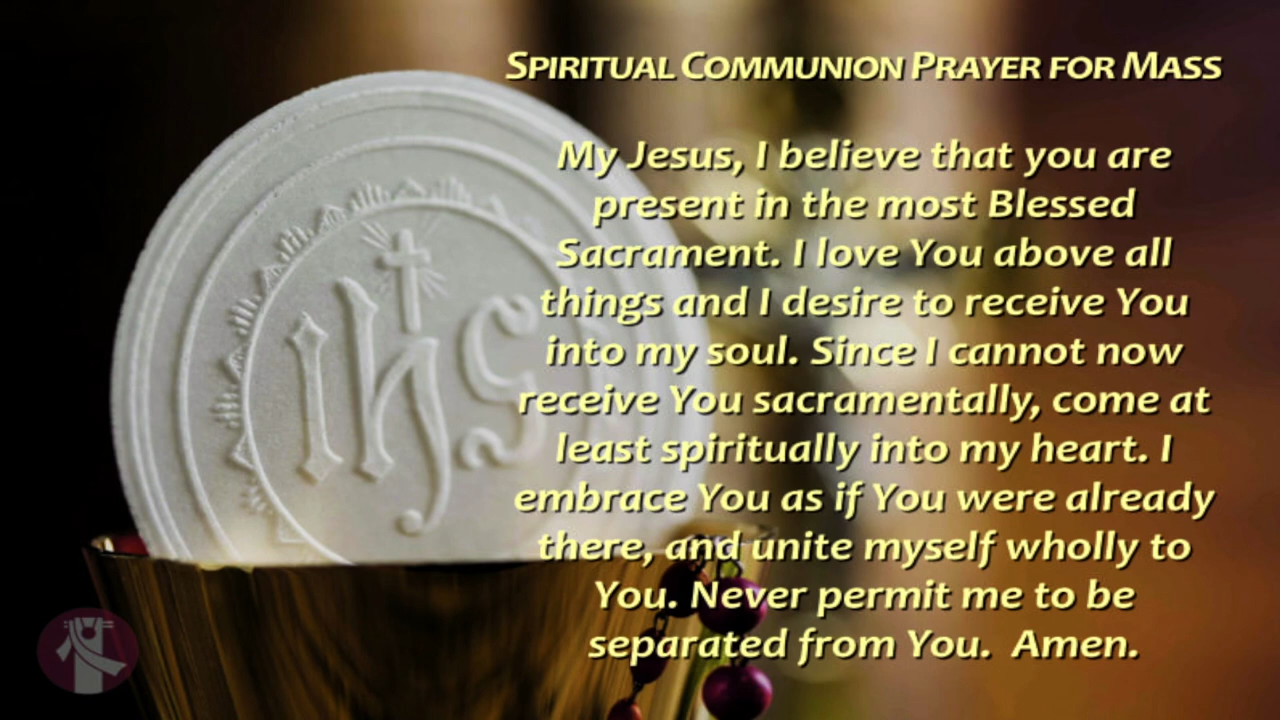 SPIRITUAL COMMUNION PRAYER FOR MASS
My Jesus, I believe that you are
present in the most Blessed
Sacrament. I love You above all
things and I desire to receive You
into my soul. Since I cannot now
receive You sacramentally, come at
least spiritually into my heart. I
embrace You as if You were already
there, and unite myself wholly to
You. Never permit me to be
separated from You.  Amen.
ihs